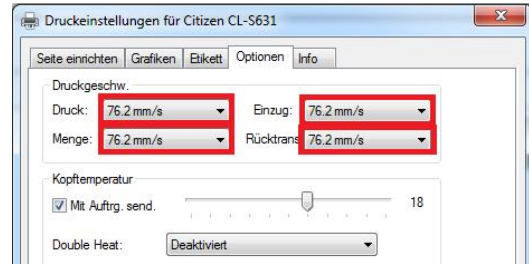 Druckeinstellungen für Citizen CL-S631
Seite einrichten Grafiken Etikett Optionen Info
Druckgeschw.
Druck: 76.2 mm/s Einzug: 76.2 mm/s
Menge: 76.2 mm/s Rücktrans 76.2 mm/s
Kopftemperatur
Mit Auftrg. send. 18
Double Heat: Deaktiviert